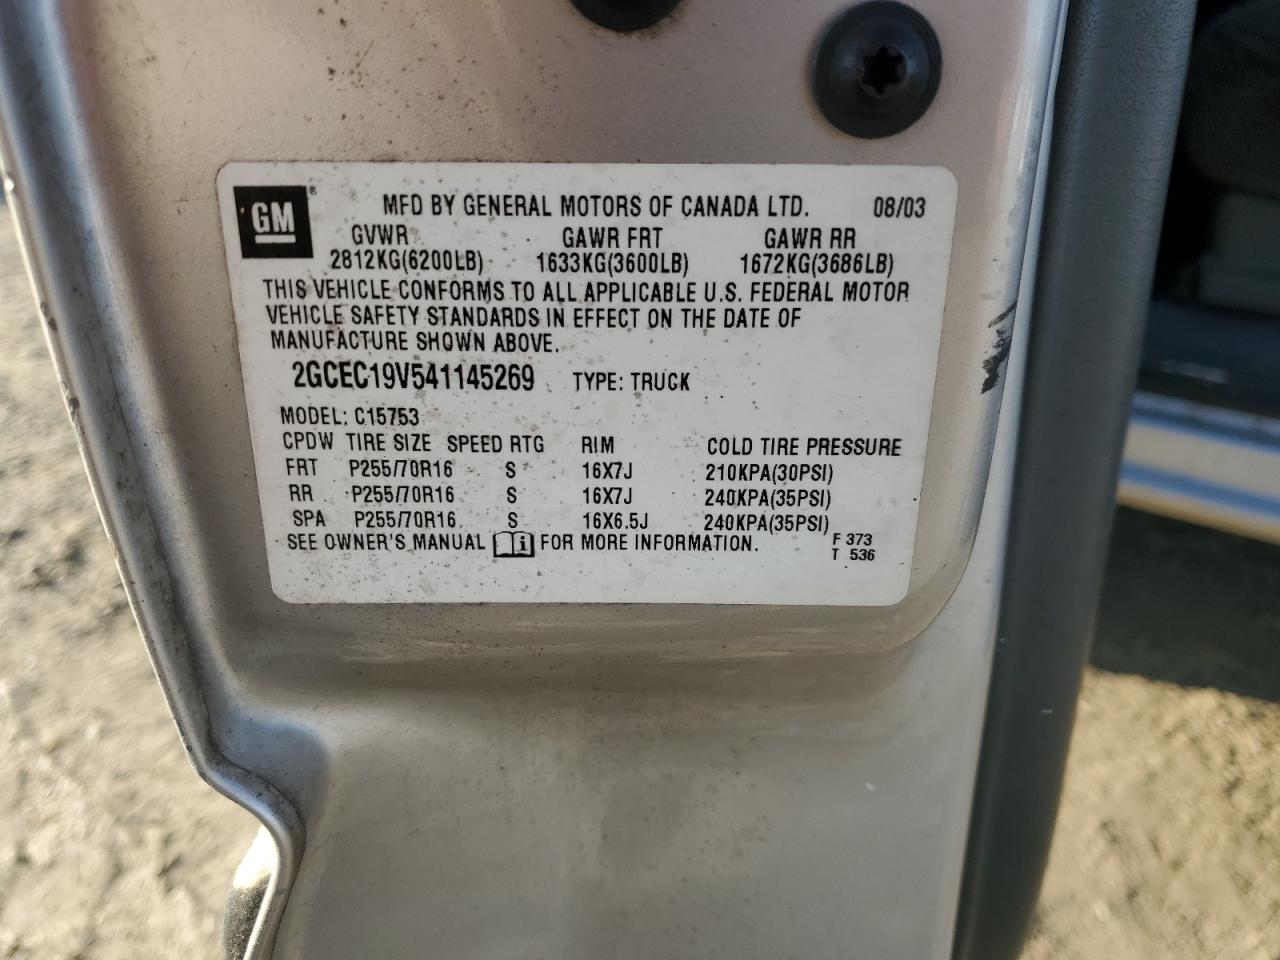 GM ® MFD BY GENERAL MOTORS OF CANADA LTD. 08/03
GVWR GAWR FRT GAWR RR
2812KG(6200LB) 1633KG(3600LB) 1672KG(3686LB)
THIS VEHICLE CONFORMS TO ALL APPLICABLE U.S. FEDERAL MOTOR
VEHICLE SAFETY STANDARDS IN EFFECT ON THE DATE OF
MANUFACTURE SHOWN ABOVE.
2GCEC19V541145269 TYPE: TRUCK
MODEL: C15753
CPDW TIRE SIZE SPEED RTG RIM COLD TIRE PRESSURE
FRT P255/70R16 S 16X7J 210KPA(30PSI)
RR P255/70R16 S 16X7J 240KPA(35PSI)
SPA P255/70R16 S 16X6.5J 240KPA(35PSI)
SEE OWNER'S MANUAL i FOR MORE INFORMATION. F 373
T 536